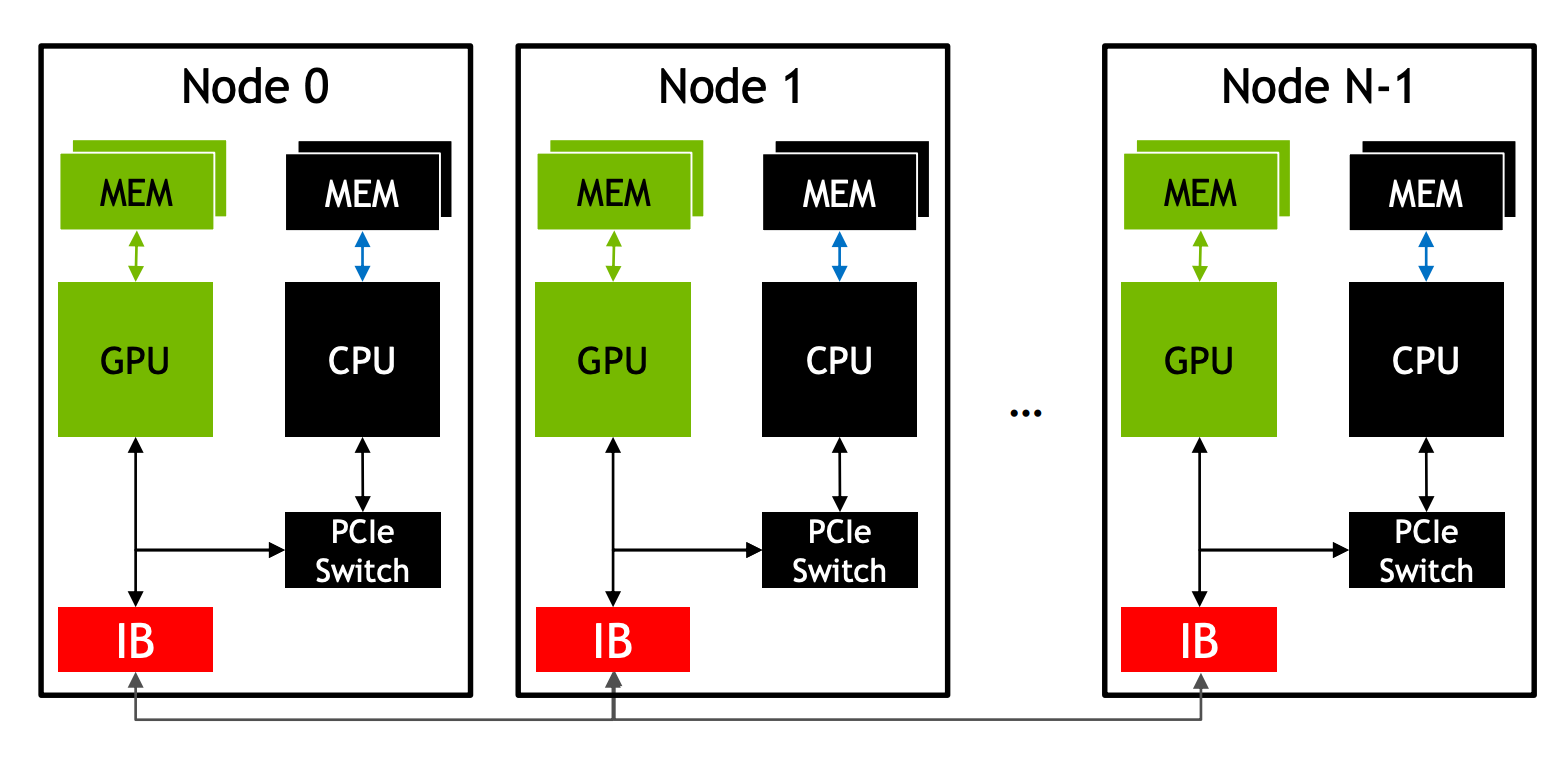 Node 0
MEM
MEM
GPU
CPU
PCIe
Switch
IB
Node 1
MEM
MEM
GPU
CPU
PCIe
Switch
IB
...
Node N-1
MEM
MEM
GPU
CPU
PCIe
Switch
IB